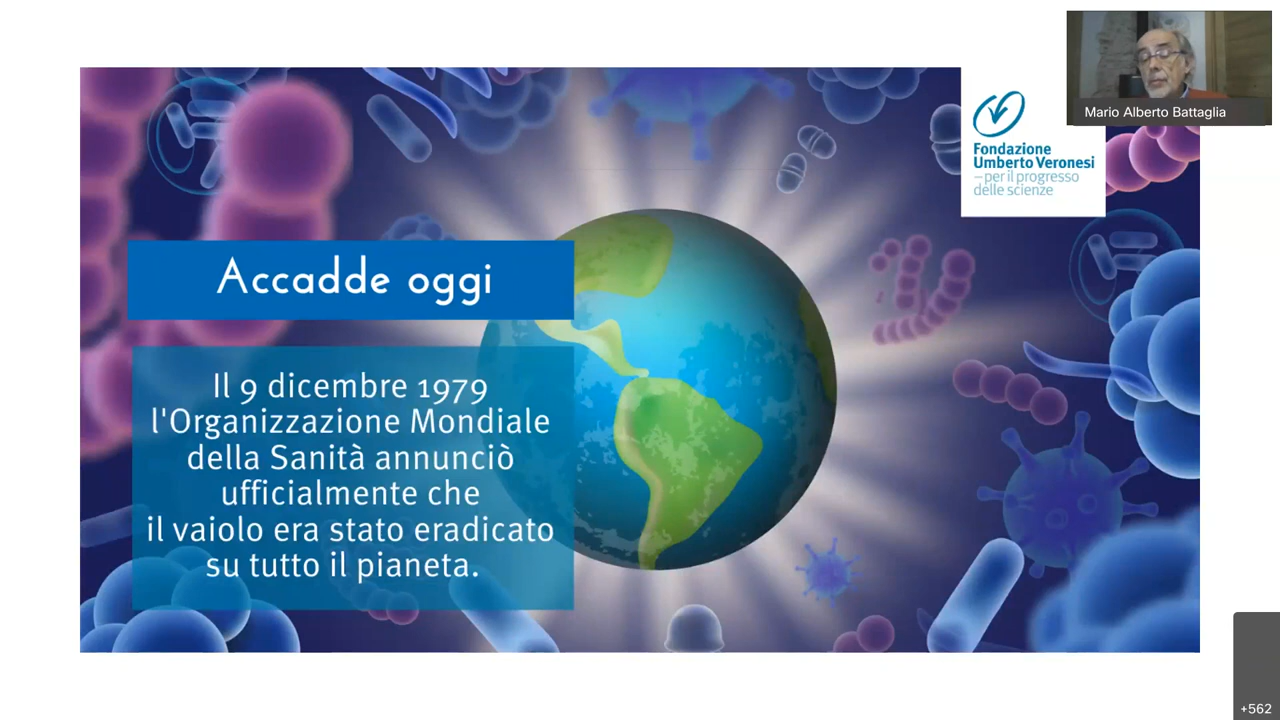 Mario Alberto Battaglia
Fondazione
Umberto Veronesi
–per il progresso
delle scienze
Accadde oggi
Il 9 dicembre 1979
l'Organizzazione Mondiale
della Sanità annunciò
ufficialmente che
il vaiolo era stato eradicato
su tutto il pianeta.
+562